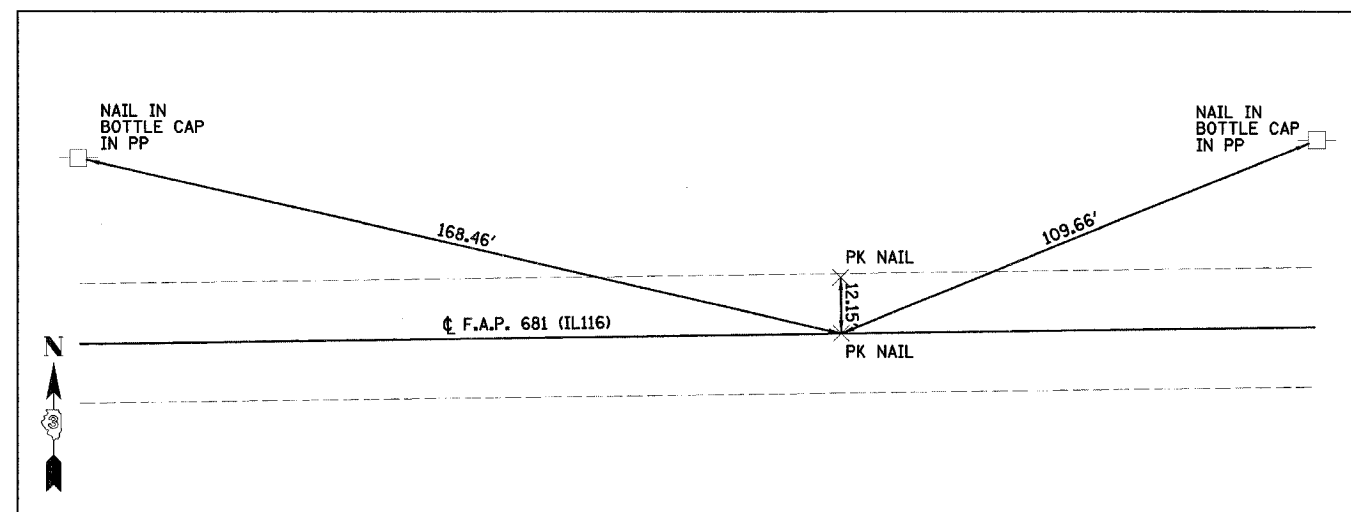 NAIL IN
BOTTLE CAP
IN PP
NAIL IN
BOTTLE CAP
IN PP
168.46'
109.66'
PK NAIL
12.15'
℄ F.A.P. 681 (IL116)
PK NAIL
N
3